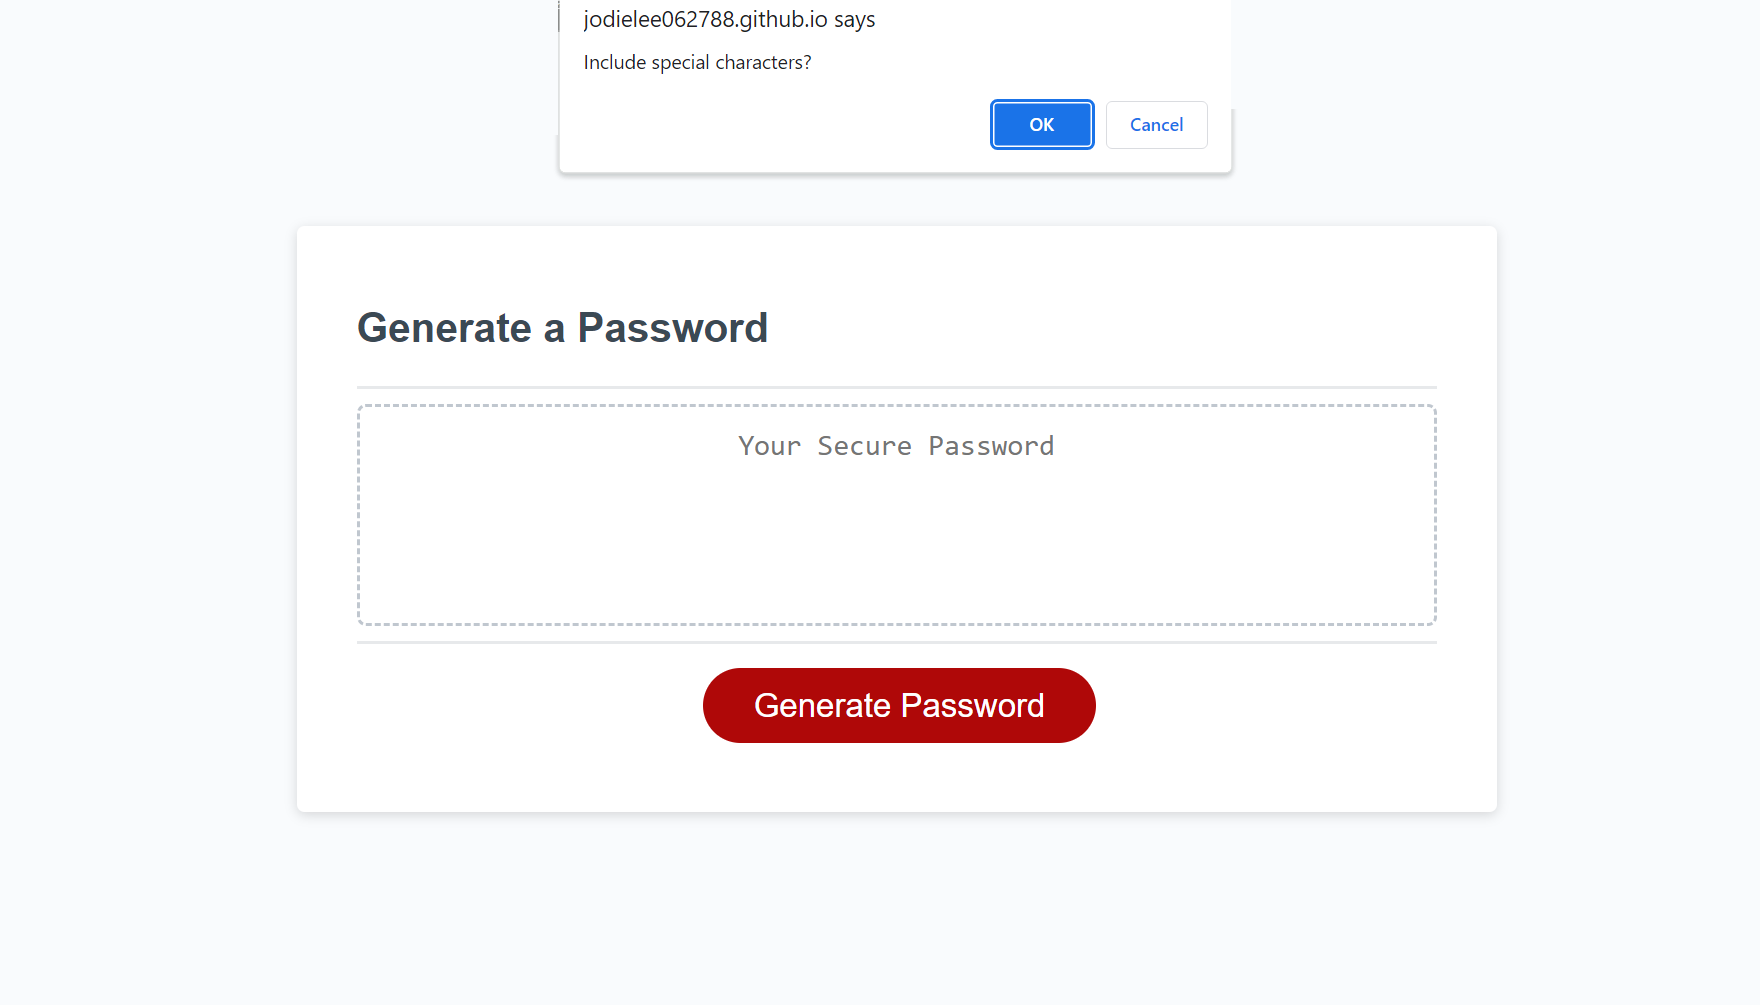 jodielee062788.github.io says
Include special characters?
OK
Cancel
Generate a Password
Your Secure Password
Generate Password